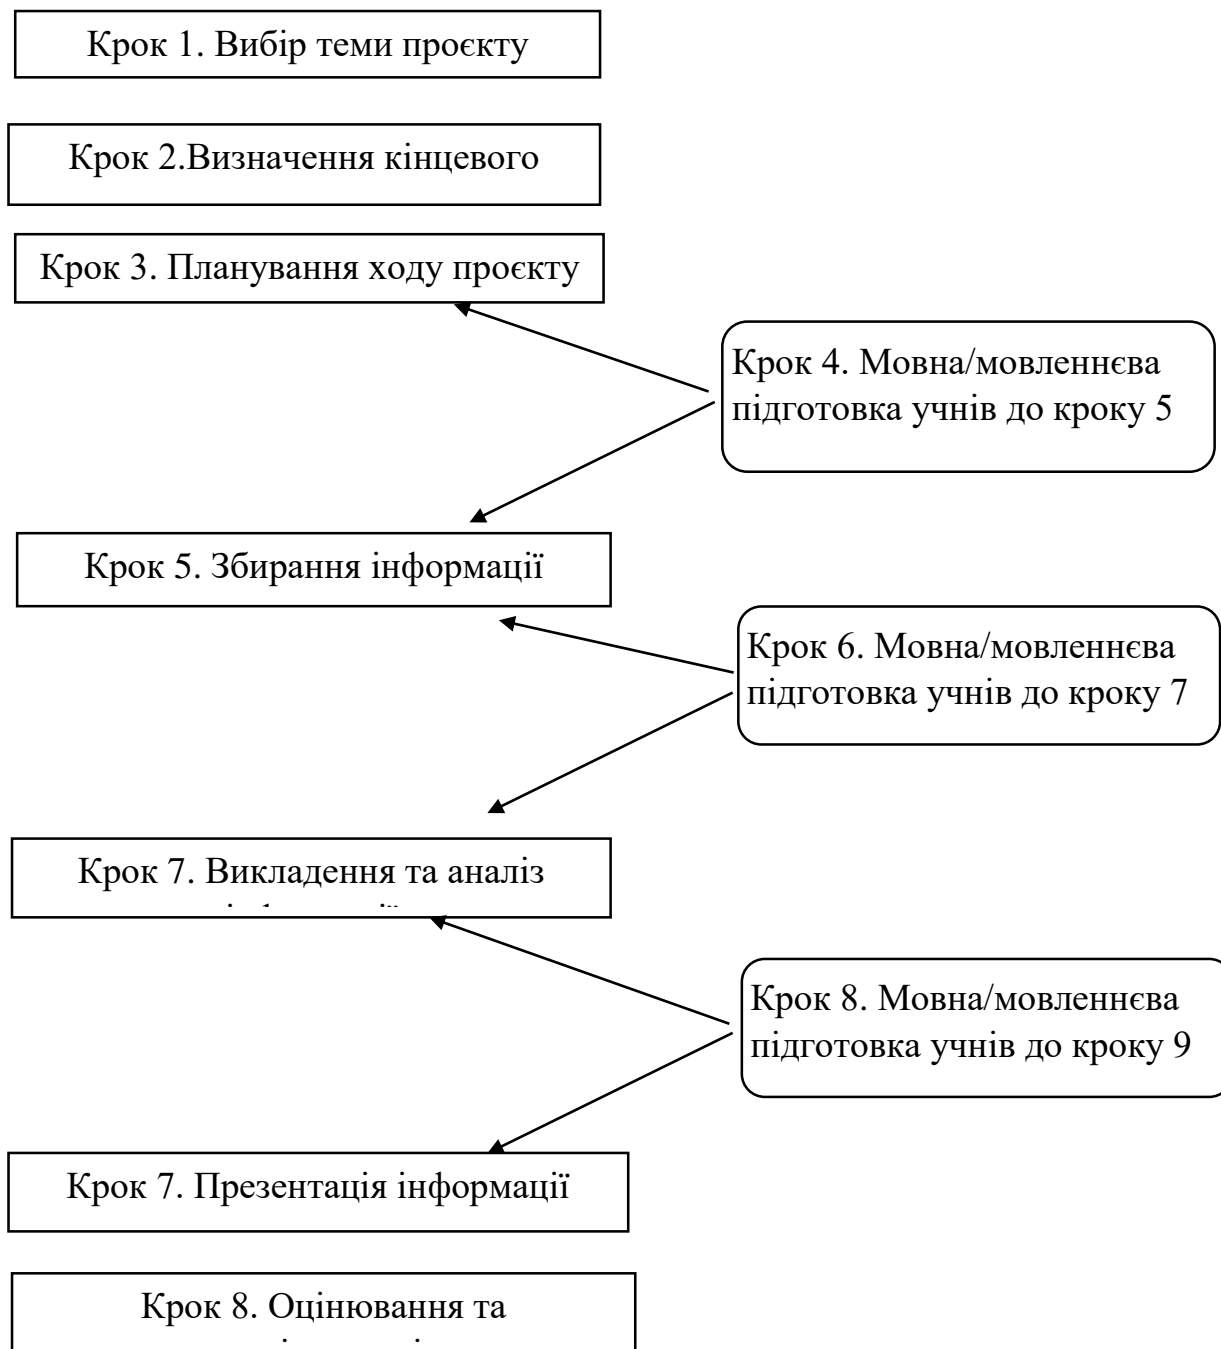 Крок 1. Вибір теми проєкту
Крок 2.Визначення кінцевого
Крок 3. Планування ходу проєкту
Крок 4. Мовна/мовленнєва
підготовка учнів до кроку 5
Крок 5. Збирання інформації
Крок 6. Мовна/мовленнєва
підготовка учнів до кроку 7
Крок 7. Викладення та аналіз
Крок 8. Мовна/мовленнєва
підготовка учнів до кроку 9
Крок 7. Презентація інформації
Крок 8. Оцінювання та